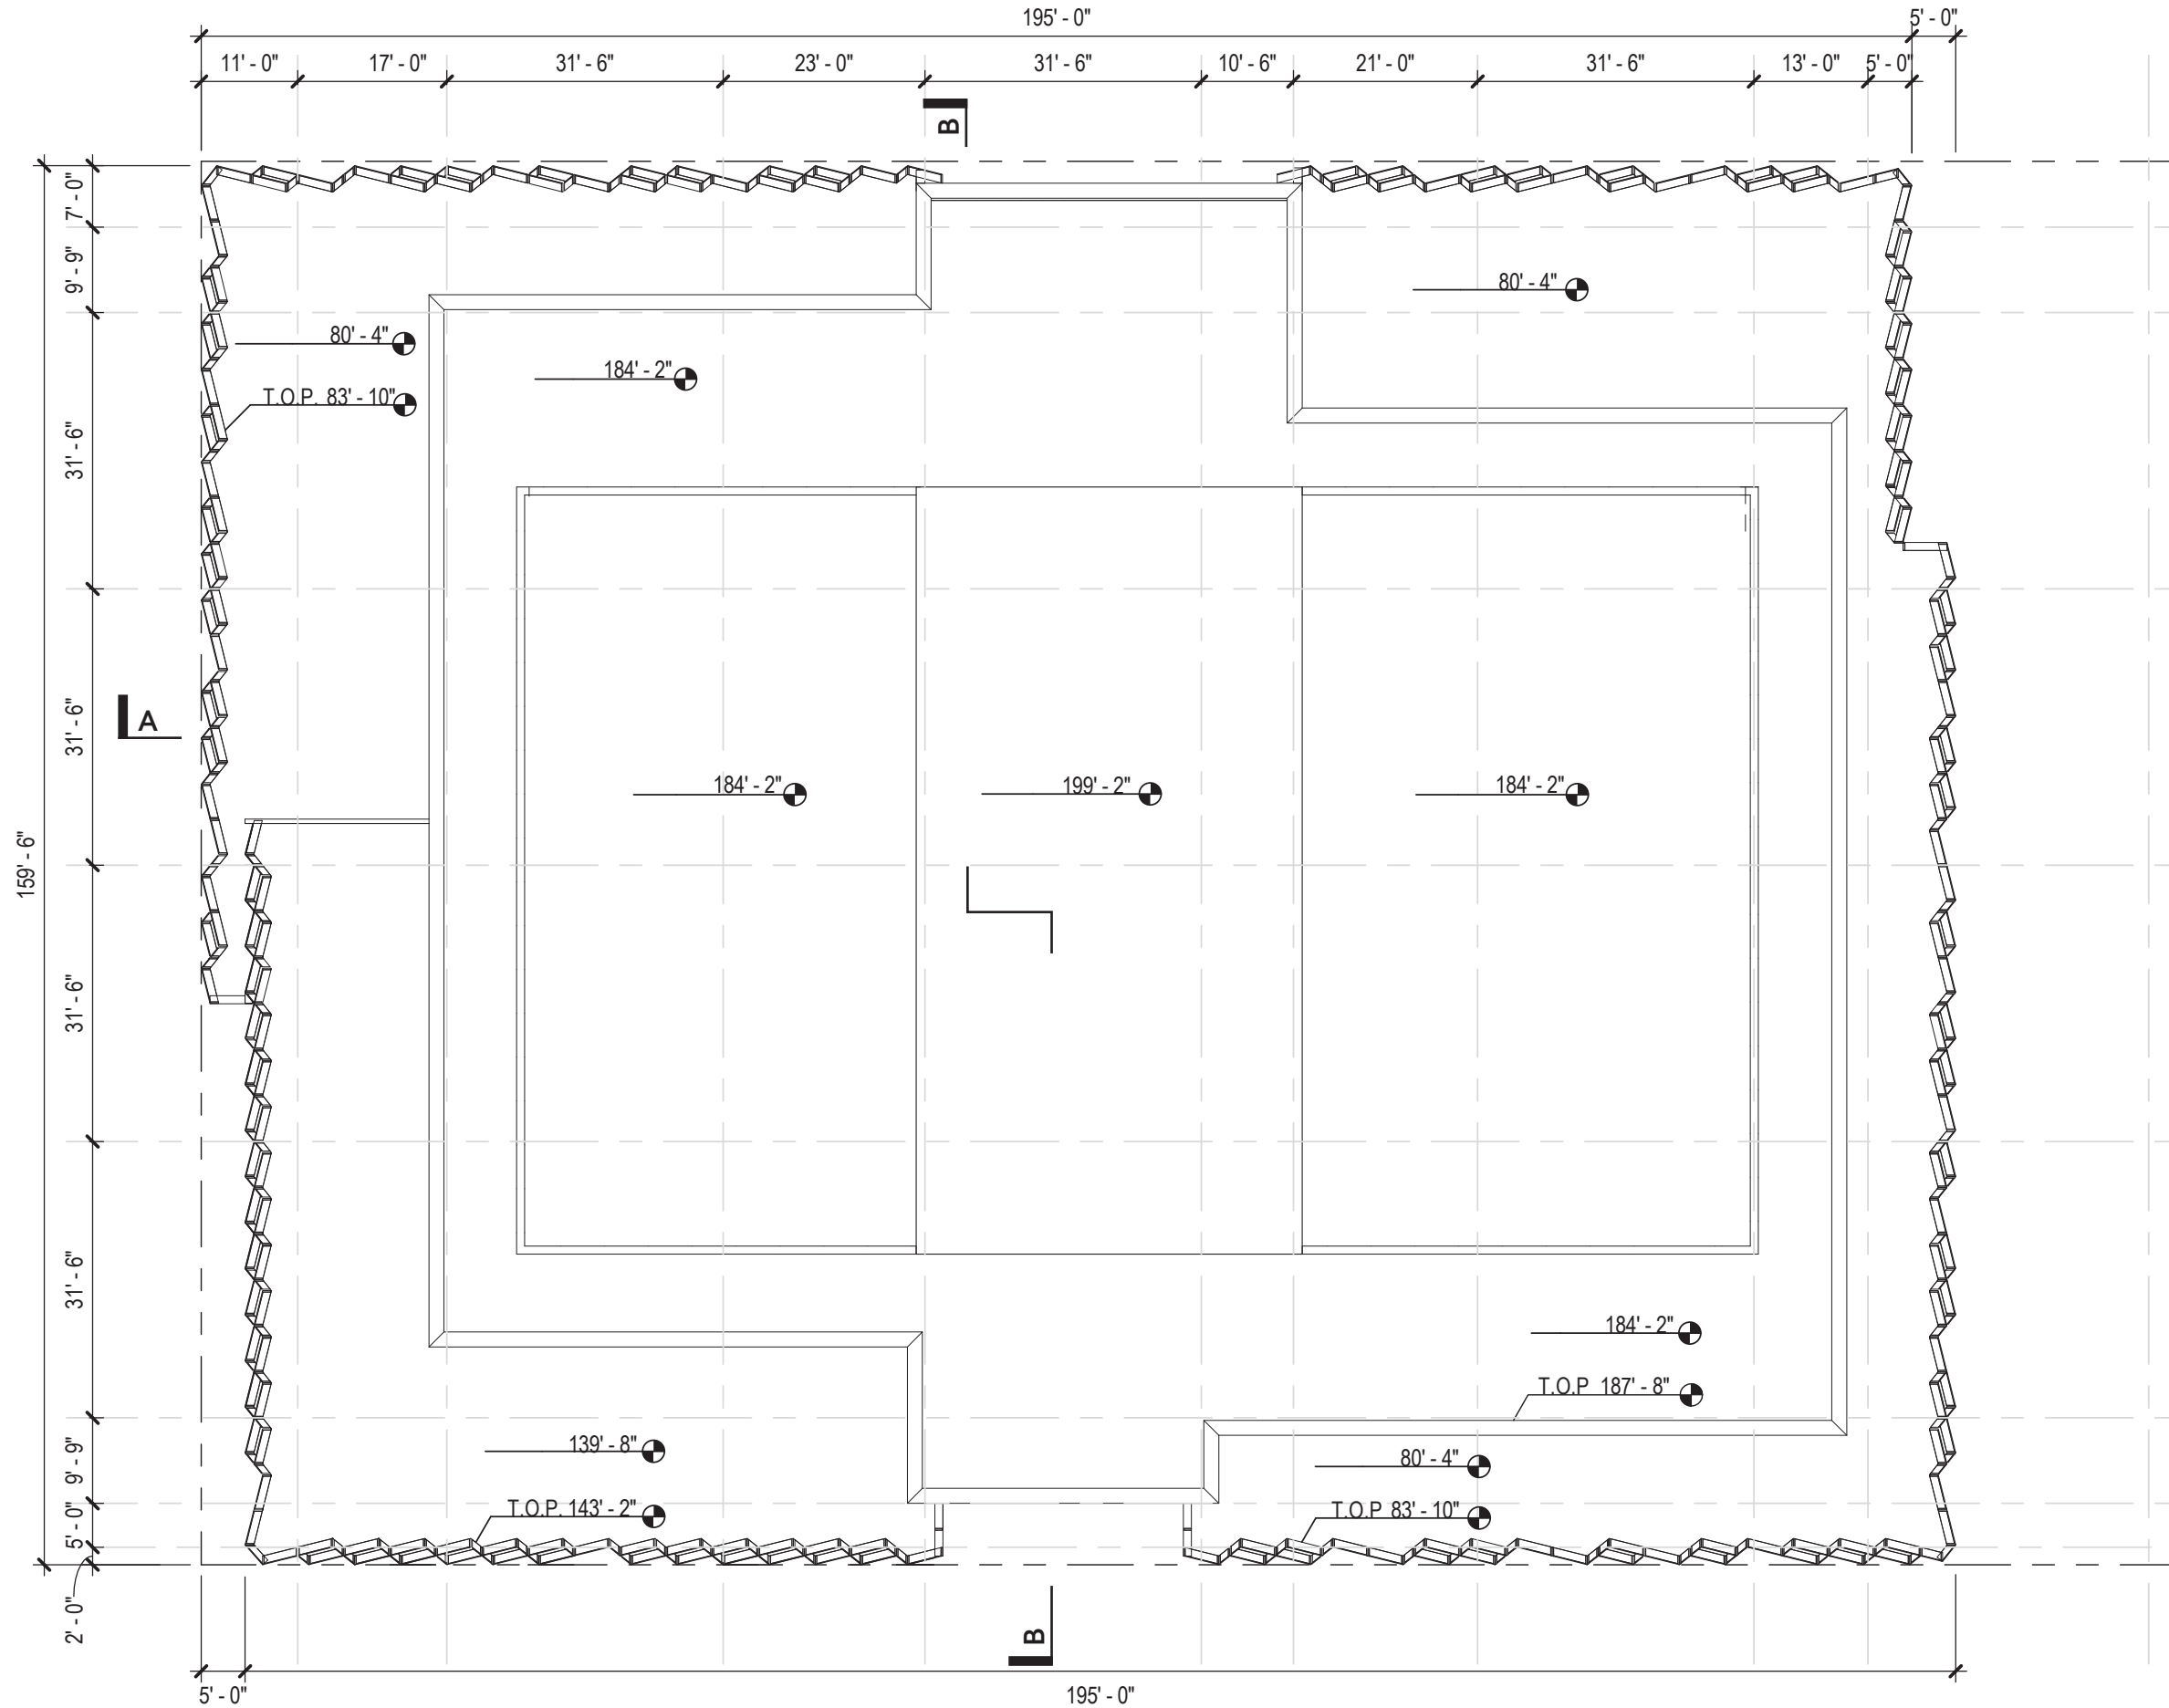 195' - 0"
5' - 0"
11' - 0"
17' - 0"
31' - 6"
23' - 0"
31' - 6"
10' - 6"
21' - 0"
31' - 6"
13' - 0"
5' - 0"
B
7' - 0"
9' - 9"
31' - 6"
31' - 6"
31' - 6"
31' - 6"
9' - 9"
5' - 0"
2' - 0"
159' - 6"
80' - 4"
80' - 4"
184' - 2"
T.O.P. 83' - 10"
A
184' - 2"
199' - 2"
184' - 2"
184' - 2"
T.O.P 187' - 8"
139' - 8"
80' - 4"
T.O.P. 143' - 2"
T.O.P 83' - 10"
B
5' - 0"
195' - 0"